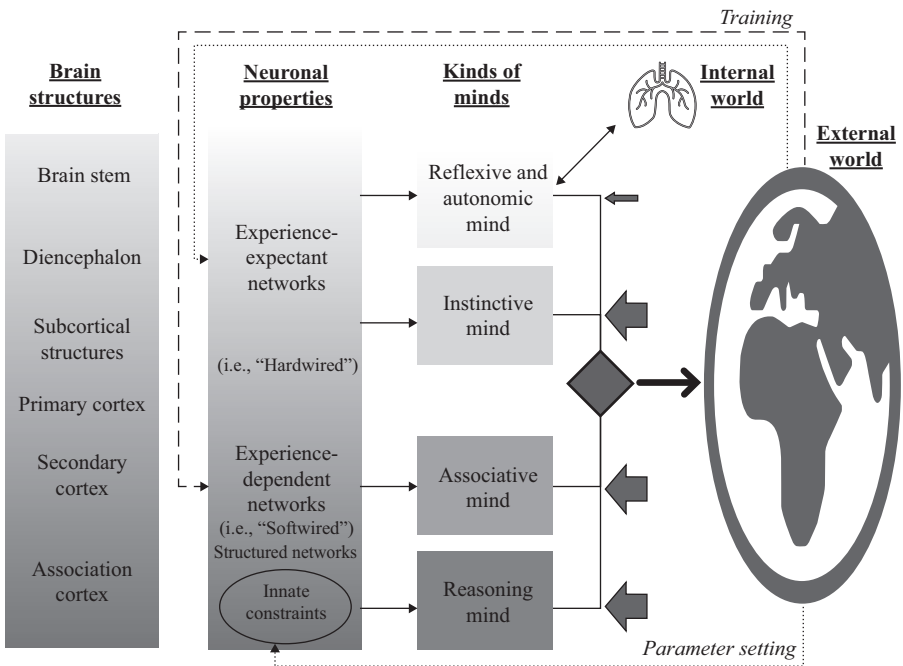 Training
Brain
structures
Neuronal
properties
Kinds of
minds
Internal
world
External
world
Brain stem
Diencephalon
Subcortical
structures
Primary cortex
Secondary
cortex
Association
cortex
Experience-
expectant
networks
(i.e., “Hardwired”)
Experience-
dependent
networks
(i.e., “Softwired”)
Structured networks
Innate
constraints
Reflexive and
autonomic
mind
Instinctive
mind
Associative
mind
Reasoning
mind
Parameter setting